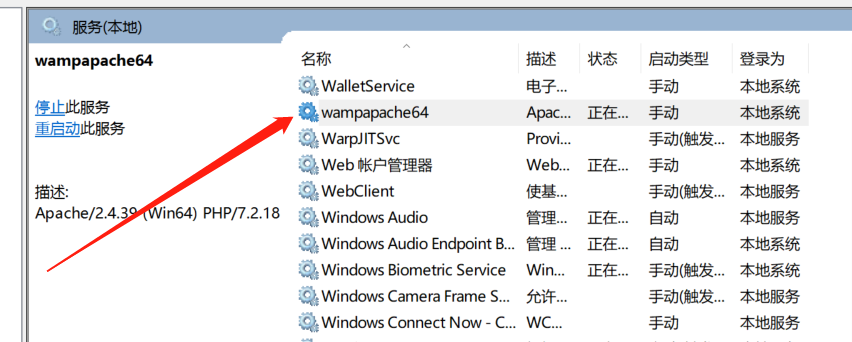 服务(本地)
wampapache64
停止此服务
重启动此服务
描述:
Apache/2.4.39 (Win64) PHP/7.2.18
名称 描述 状态 启动类型 登录为
WalletService 电子... 手动 本地系统
wampapache64 Apac... 正在... 手动 本地系统
WarpJITSvc Provi... 手动(触发... 本地服务
Web 帐户管理器 Web... 正在... 手动 本地系统
WebClient 使基... 手动(触发... 本地服务
Windows Audio 管理... 正在... 自动 本地服务
Windows Audio Endpoint B... 管理 ... 正在... 自动 本地系统
Windows Biometric Service Win... 正在... 手动(触发... 本地系统
Windows Camera Frame S... 允许... 手动(触发... 本地服务
Windows Connect Now - C... WC... 手动 本地服务